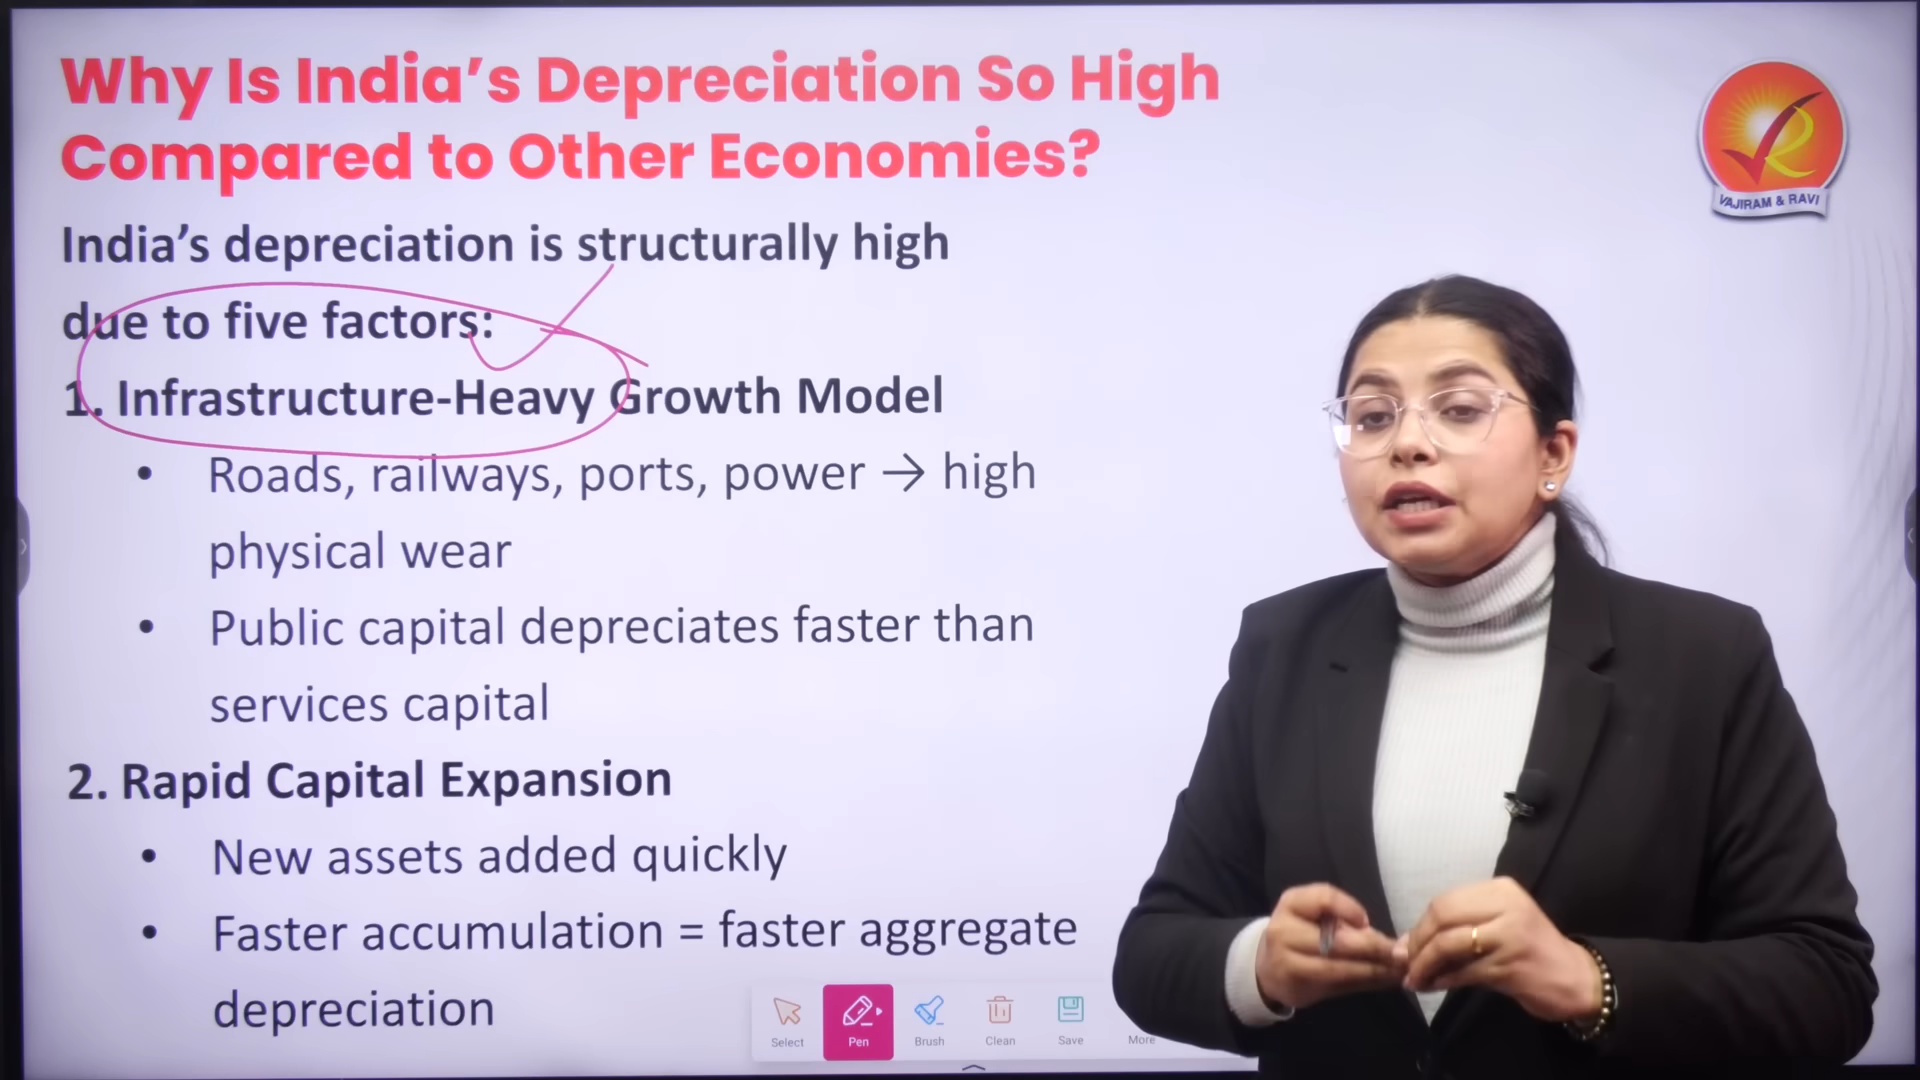 Why Is India’s Depreciation So High
Compared to Other Economies?
VAJIRAM & RAVI
India’s depreciation is structurally high
due to five factors:
1. Infrastructure-Heavy Growth Model
• Roads, railways, ports, power → high
physical wear
• Public capital depreciates faster than
services capital
2. Rapid Capital Expansion
• New assets added quickly
• Faster accumulation = faster aggregate
depreciation
Select Pen Brush Clean Save More